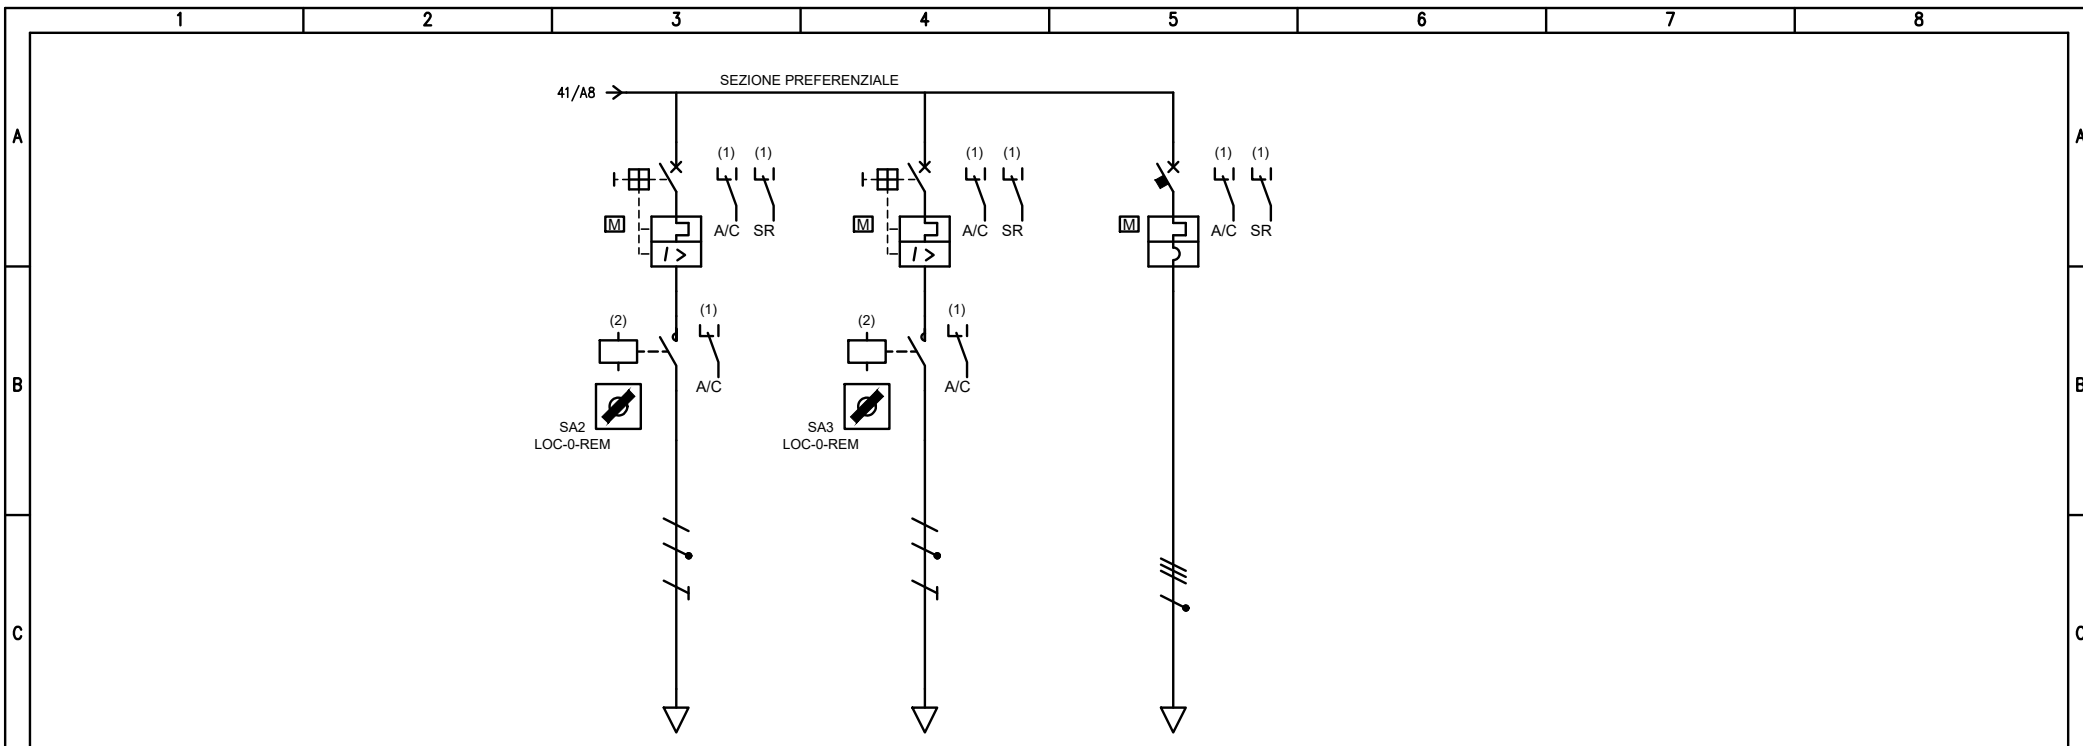 1 2 3 4 5 6 7 8
SEZIONE PREFERENZIALE
41/A8
A A
(1) (1) (1) (1) (1) (1)
M A/C SR M A/C SR M A/C SR
I > I >
(2) (1) (2) (1)
B B
A/C A/C
SA2 SA3
LOC-0-REM LOC-0-REM
C C